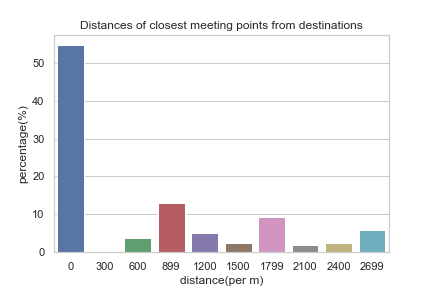 Distances of closest meeting points from destinations
percentage(%)
50
40
30
20
10
0
0 300 600 899 1200 1500 1799 2100 2400 2699
distance(per m)